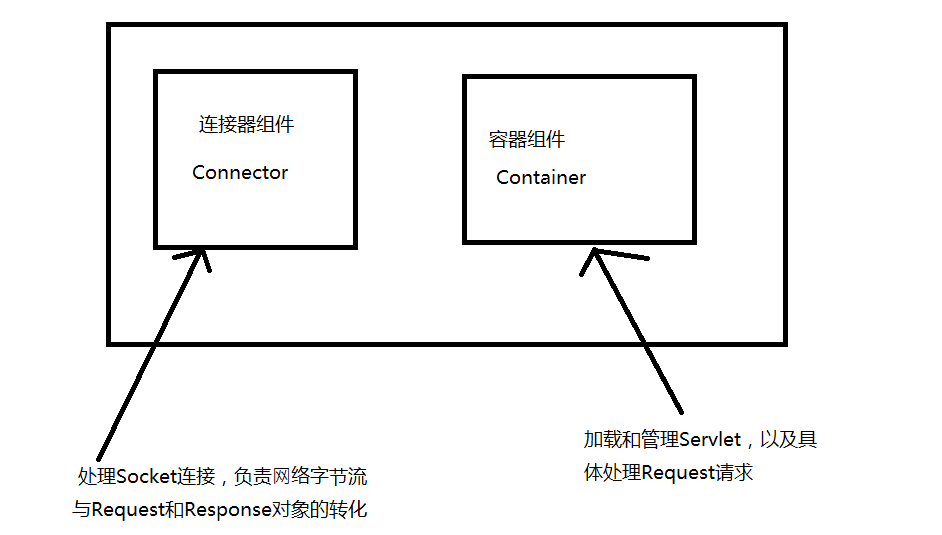 连接器组件
Connector
容器组件
Container
处理Socket连接，负责网络字节流
与Request和Response对象的转化
加载和管理Servlet，以及具
体处理Request请求